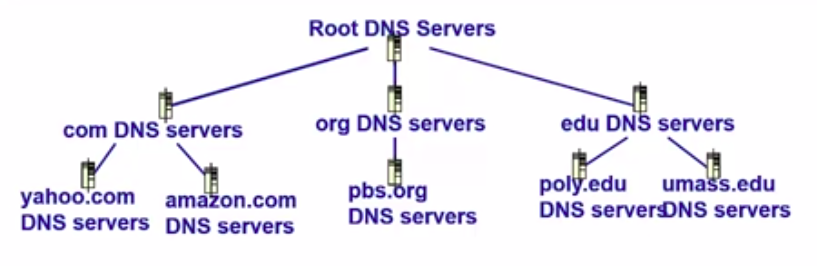 Root DNS Servers
com DNS servers
org DNS servers
edu DNS servers
yahoo.com
DNS servers
amazon.com
DNS servers
pbs.org
DNS servers
poly.edu
DNS servers
umass.edu
DNS servers